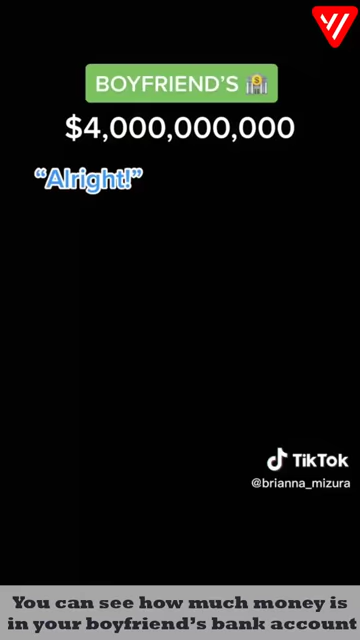 BOYFRIEND'S
$4,000,000,000
“Alright!”
TikTok
@brianna_mizura
You can see how much money is
in your boyfriend's bank account